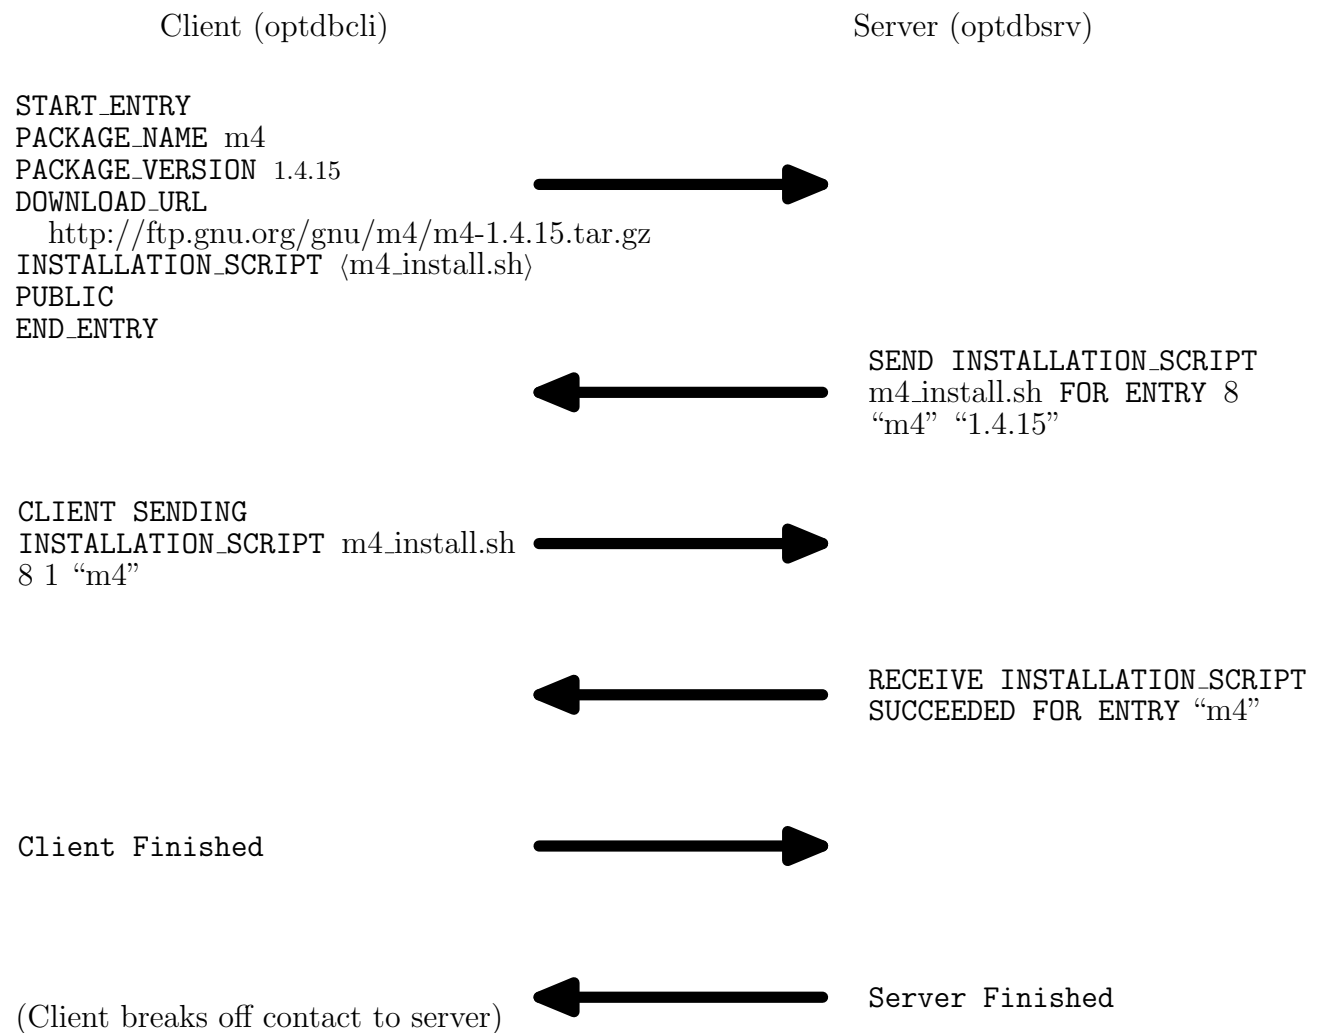 Client (optdbcli)
Server (optdbsrv)
START_ENTRY
PACKAGE_NAME m4
PACKAGE_VERSION 1.4.15
DOWNLOAD_URL
http://ftp.gnu.org/gnu/m4/m4-1.4.15.tar.gz
INSTALLATION_SCRIPT ⟨m4_install.sh⟩
PUBLIC
END_ENTRY
SEND INSTALLATION_SCRIPT
m4_install.sh FOR ENTRY 8
“m4” “1.4.15”
CLIENT SENDING
INSTALLATION_SCRIPT m4_install.sh
8 1 “m4”
RECEIVE INSTALLATION_SCRIPT
SUCCEEDED FOR ENTRY “m4”
Client Finished
Server Finished
(Client breaks off contact to server)